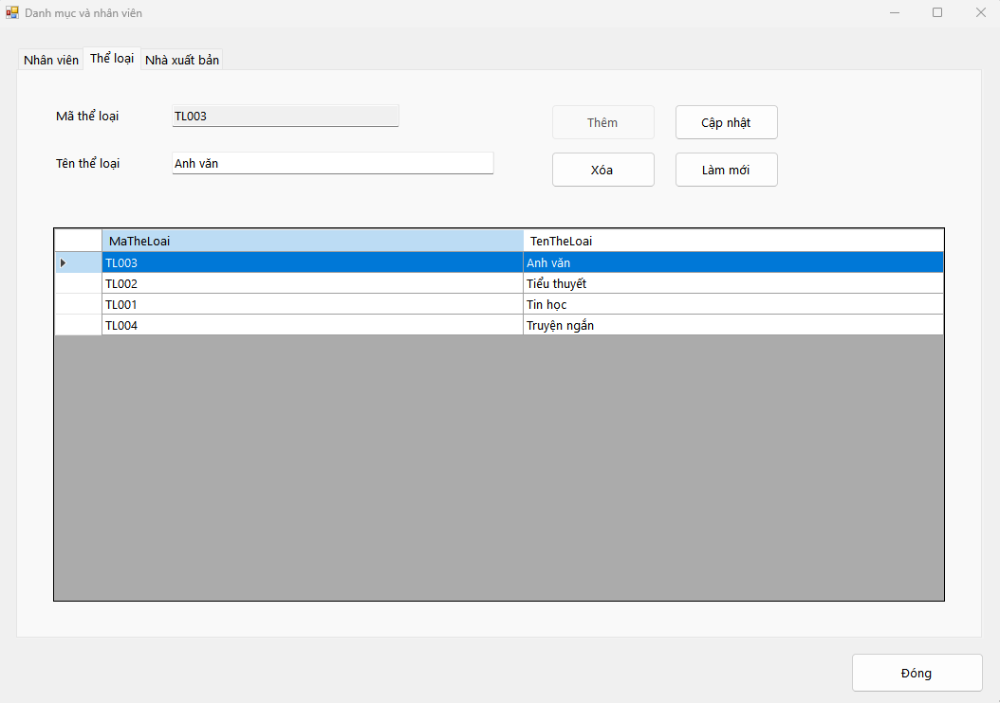 Danh mục và nhân viên
Nhân viên Thể loại Nhà xuất bản
Mã thể loại TL003 Thêm Cập nhật
Tên thể loại Anh văn Xóa Làm mới
MaTheLoai TenTheLoai
TL003 Anh văn
TL002 Tiểu thuyết
TL001 Tin học
TL004 Truyện ngắn
Đóng